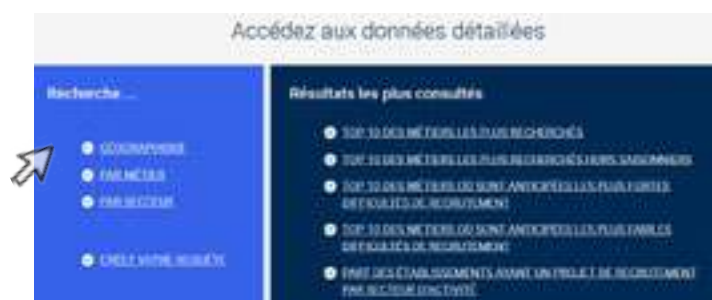 Accédez aux données détaillées
Recherche ...
GÉOGRAPHIQUE
PAR MÉTIER
PAR SECTEUR
CRÉEZ VOTRE REQUÊTE
Résultats les plus consultés
TOP 10 DES MÉTIERS LES PLUS RECHERCHÉS
TOP 10 DES MÉTIERS LES PLUS RECHERCHÉS HORS SAISONNIERS
TOP 10 DES MÉTIERS OÙ SONT ANTICIPÉES LES PLUS FORTES
DIFFICULTÉS DE RECRUTEMENT
TOP 10 DES MÉTIERS OÙ SONT ANTICIPÉES LES PLUS FAIBLES
DIFFICULTÉS DE RECRUTEMENT
PART DES ÉTABLISSEMENTS AYANT UN PROJET DE RECRUTEMENT
PAR SECTEUR D'ACTIVITÉ